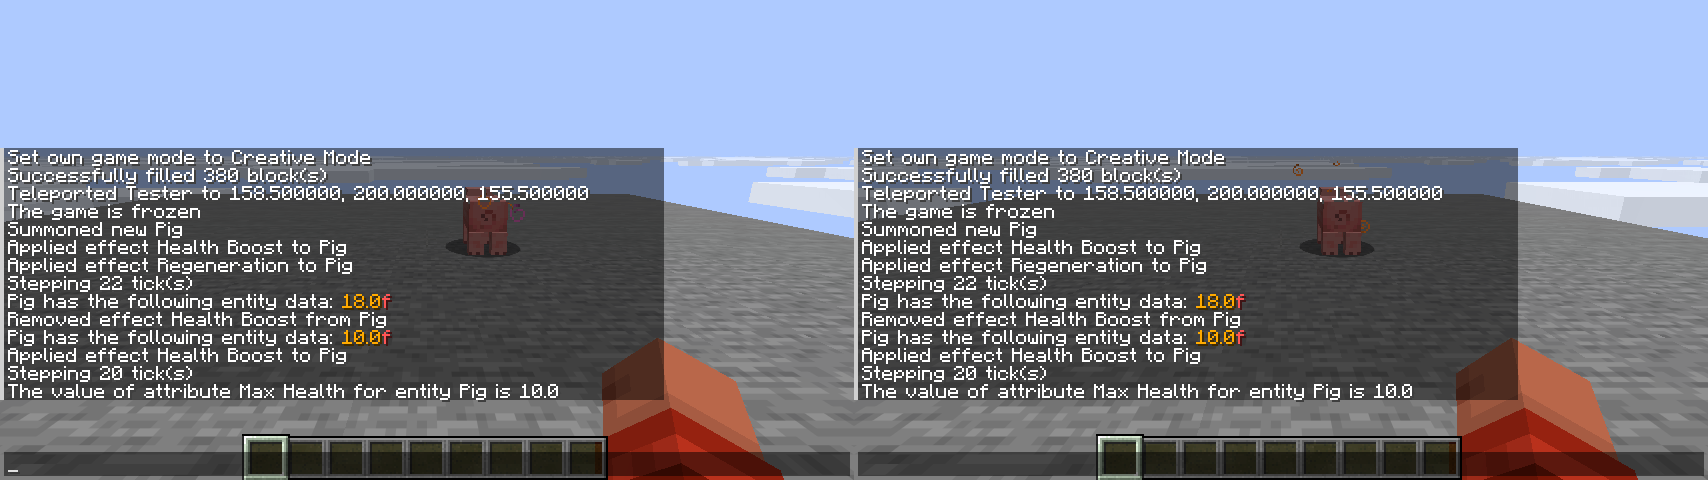 Set own game mode to Creative Mode
Successfully filled 380 block(s)
Teleported Tester to 158.500000, 200.000000, 155.500000
The game is frozen
Summoned new Pig
Applied effect Health Boost to Pig
Applied effect Regeneration to Pig
Stepping 22 tick(s)
Pig has the following entity data: 18.0f
Removed effect Health Boost from Pig
Pig has the following entity data: 10.0f
Applied effect Health Boost to Pig
Stepping 20 tick(s)
The value of attribute Max Health for entity Pig is 10.0
_
Set own game mode to Creative Mode
Successfully filled 380 block(s)
Teleported Tester to 158.500000, 200.000000, 155.500000
The game is frozen
Summoned new Pig
Applied effect Health Boost to Pig
Applied effect Regeneration to Pig
Stepping 22 tick(s)
Pig has the following entity data: 18.0f
Removed effect Health Boost from Pig
Pig has the following entity data: 10.0f
Applied effect Health Boost to Pig
Stepping 20 tick(s)
The value of attribute Max Health for entity Pig is 10.0